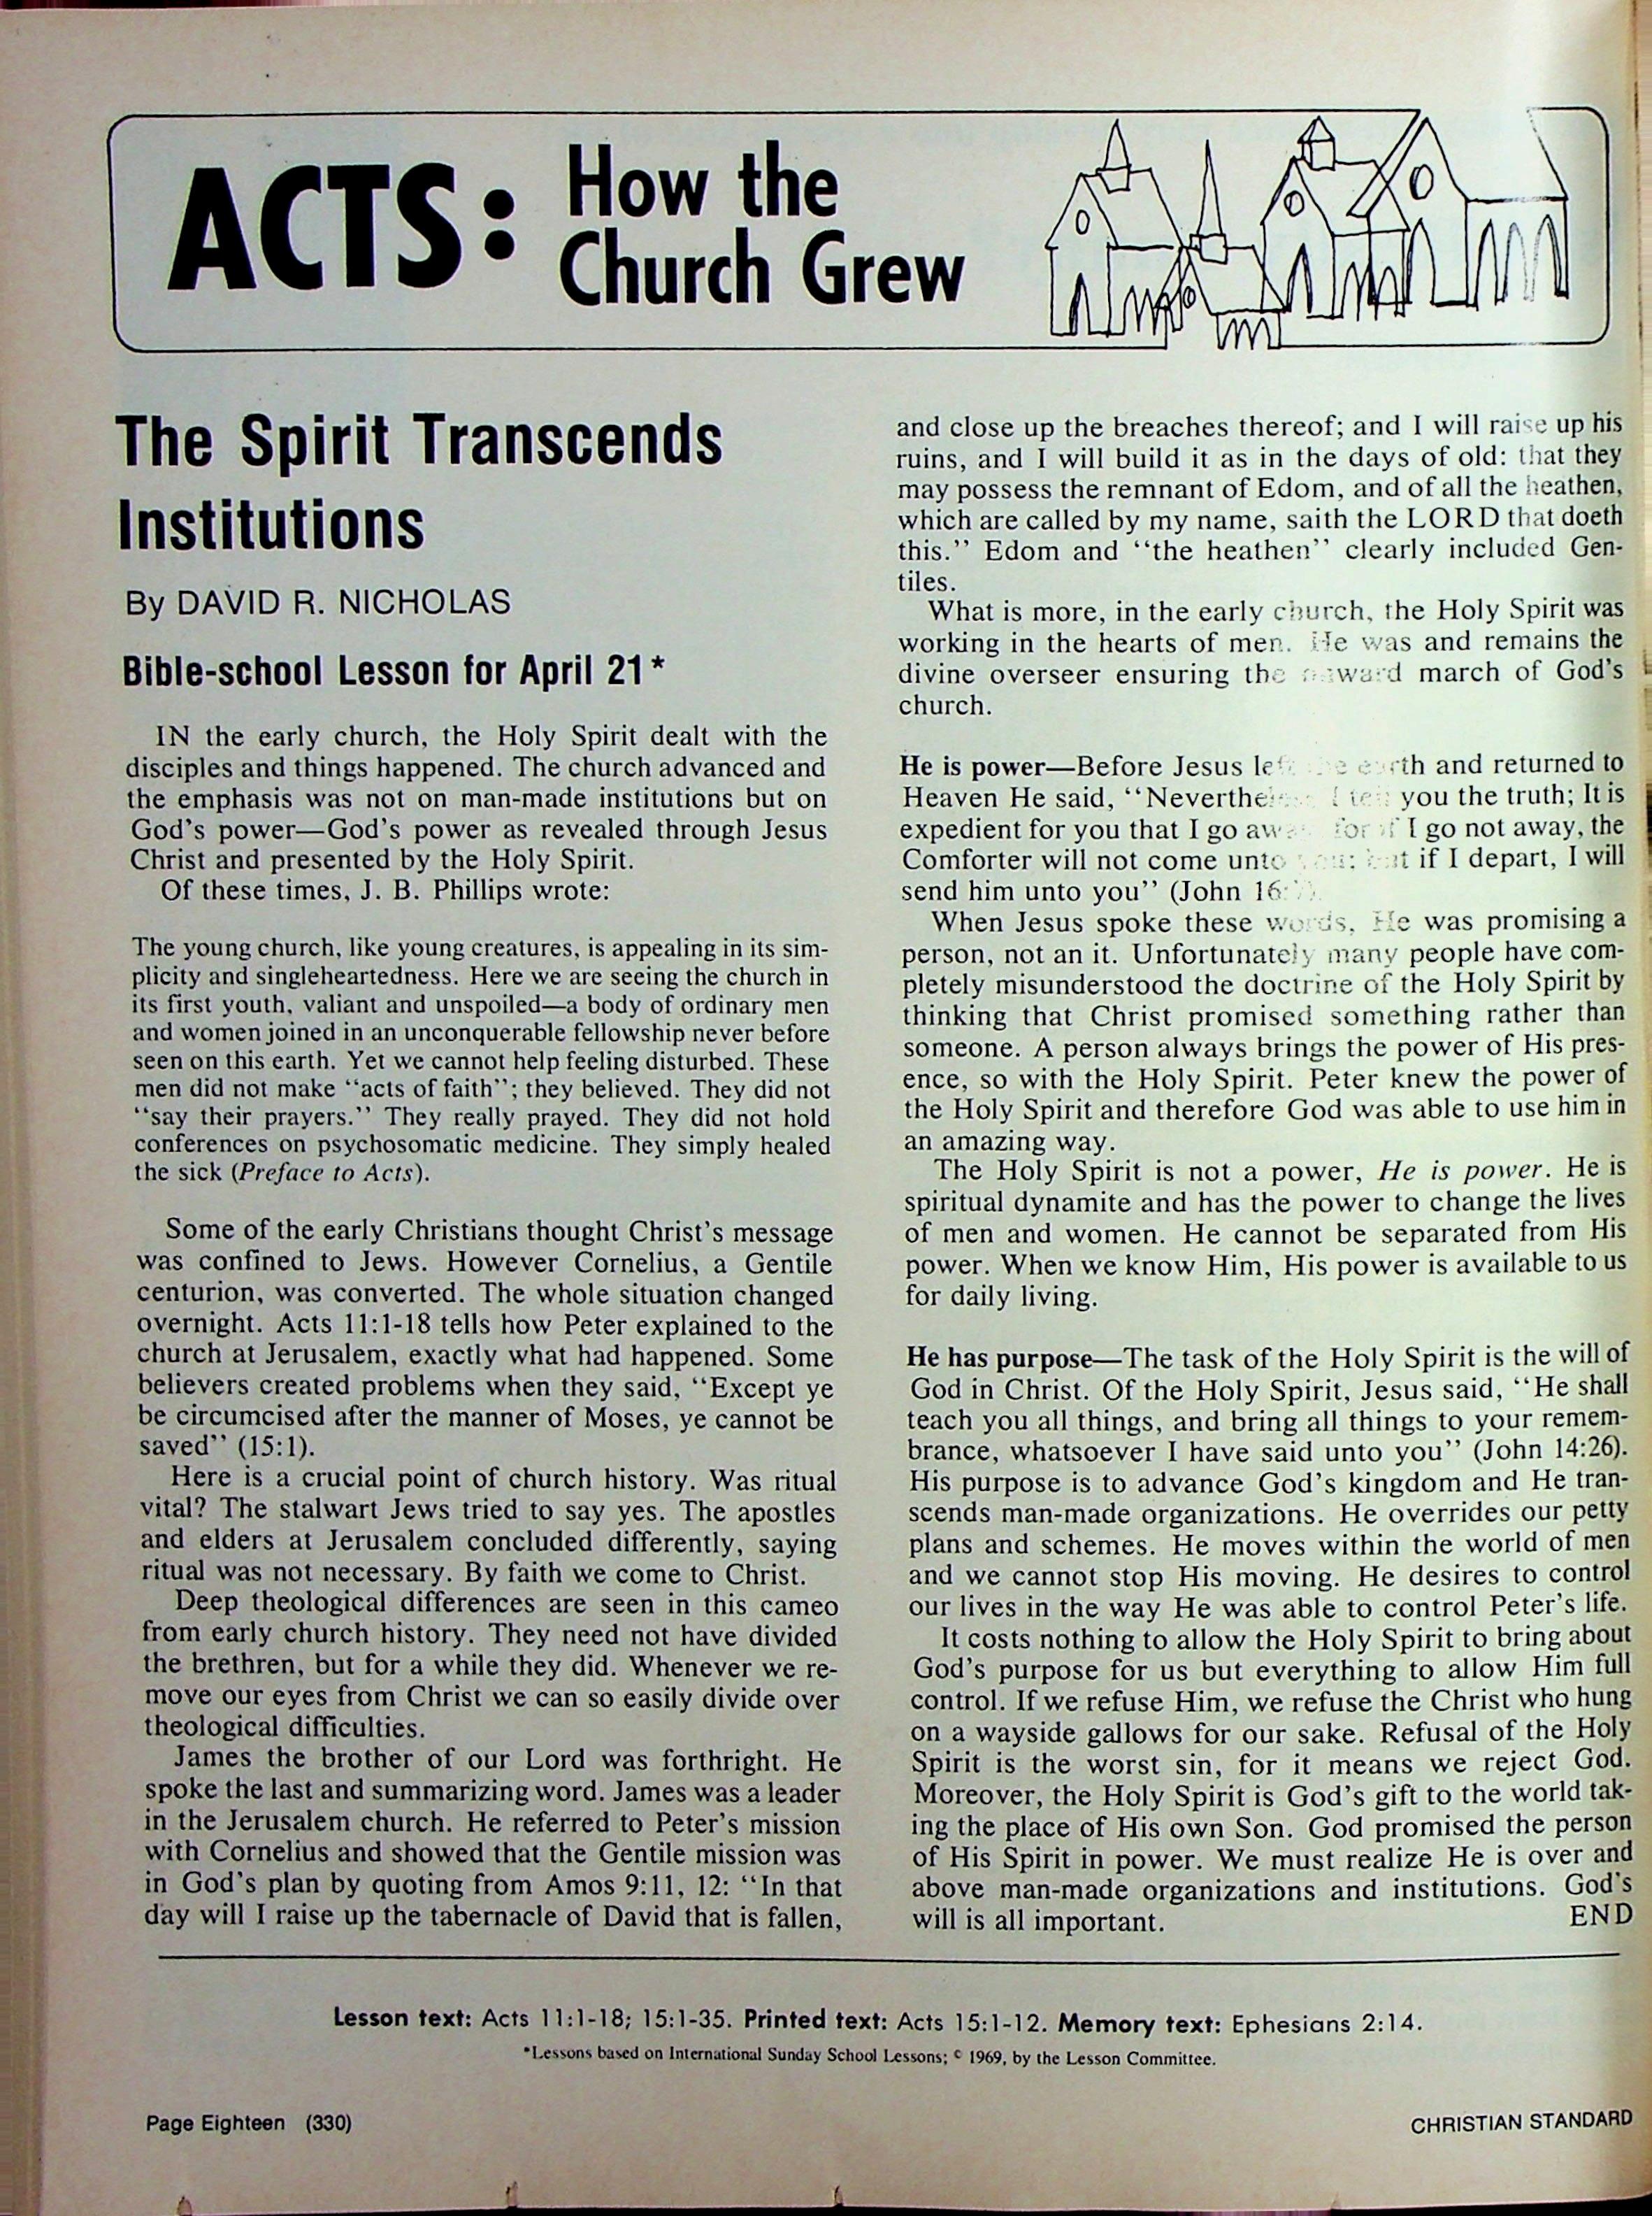 ACTS: How the
Church Grew
The Spirit Transcends
Institutions
By DAVID R. NICHOLAS
Bible-school Lesson for April 21*
IN the early church, the Holy Spirit dealt with the
disciples and things happened. The church advanced and
the emphasis was not on man-made institutions but on
God's power—God's power as revealed through Jesus
Christ and presented by the Holy Spirit.
Of these times, J. B. Phillips wrote:
The young church, like young creatures, is appealing in its sim-
plicity and singleheartedness. Here we are seeing the church in
its first youth, valiant and unspoiled—a body of ordinary men
and women joined in an unconquerable fellowship never before
seen on this earth. Yet we cannot help feeling disturbed. These
men did not make "acts of faith"; they believed. They did not
"say their prayers." They really prayed. They did not hold
conferences on psychosomatic medicine. They simply healed
the sick (Preface to Acts).
Some of the early Christians thought Christ's message
was confined to Jews. However Cornelius, a Gentile
centurion, was converted. The whole situation changed
overnight. Acts 11:1-18 tells how Peter explained to the
church at Jerusalem, exactly what had happened. Some
believers created problems when they said, "Except ye
be circumcised after the manner of Moses, ye cannot be
saved" (15:1).
Here is a crucial point of church history. Was ritual
vital? The stalwart Jews tried to say yes. The apostles
and elders at Jerusalem concluded differently, saying
ritual was not necessary. By faith we come to Christ.
Deep theological differences are seen in this cameo
from early church history. They need not have divided
the brethren, but for a while they did. Whenever we re-
move our eyes from Christ we can so easily divide over
theological difficulties.
James the brother of our Lord was forthright. He
spoke the last and summarizing word. James was a leader
in the Jerusalem church. He referred to Peter's mission
with Cornelius and showed that the Gentile mission was
in God's plan by quoting from Amos 9:11, 12: "In that
day will I raise up the tabernacle of David that is fallen,
and close up the breaches thereof; and I will raise up his
ruins, and I will build it as in the days of old: that they
may possess the remnant of Edom, and of all the heathen,
which are called by my name, saith the LORD that doeth
this." Edom and "the heathen" clearly included Gen-
tiles.
What is more, in the early church, the Holy Spirit was
working in the hearts of men. He was and remains the
divine overseer ensuring the onward march of God's
church.
He is power—Before Jesus left the earth and returned to
Heaven He said, "Nevertheless I tell you the truth; It is
expedient for you that I go away: for if I go not away, the
Comforter will not come unto you; but if I depart, I will
send him unto you" (John 16:7).
When Jesus spoke these words, He was promising a
person, not an it. Unfortunately many people have com-
pletely misunderstood the doctrine of the Holy Spirit by
thinking that Christ promised something rather than
someone. A person always brings the power of His pres-
ence, so with the Holy Spirit. Peter knew the power of
the Holy Spirit and therefore God was able to use him in
an amazing way.
The Holy Spirit is not a power, He is power. He is
spiritual dynamite and has the power to change the lives
of men and women. He cannot be separated from His
power. When we know Him, His power is available to us
for daily living.
He has purpose—The task of the Holy Spirit is the will of
God in Christ. Of the Holy Spirit, Jesus said, "He shall
teach you all things, and bring all things to your remem-
brance, whatsoever I have said unto you" (John 14:26).
His purpose is to advance God's kingdom and He tran-
scends man-made organizations. He overrides our petty
plans and schemes. He moves within the world of men
and we cannot stop His moving. He desires to control
our lives in the way He was able to control Peter's life.
It costs nothing to allow the Holy Spirit to bring about
God's purpose for us but everything to allow Him full
control. If we refuse Him, we refuse the Christ who hung
on a wayside gallows for our sake. Refusal of the Holy
Spirit is the worst sin, for it means we reject God.
Moreover, the Holy Spirit is God's gift to the world tak-
ing the place of His own Son. God promised the person
of His Spirit in power. We must realize He is over and
above man-made organizations and institutions. God's
will is all important. END
Lesson text: Acts 11:1-18; 15:1-35. Printed text: Acts 15:1-12. Memory text: Ephesians 2:14.
*Lessons based on International Sunday School Lessons; © 1969, by the Lesson Committee.
Page Eighteen (330)
CHRISTIAN STANDARD